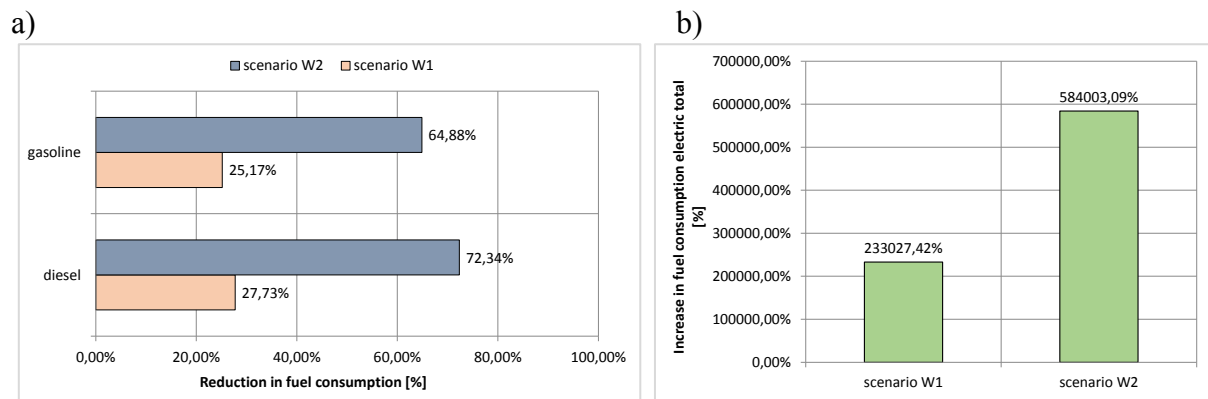 a)
scenario W2 scenario W1
gasoline
64,88%
25,17%
diesel
72,34%
27,73%
0,00% 20,00% 40,00% 60,00% 80,00% 100,00%
Reduction in fuel consumption [%]
b)
Increase in fuel consumption electric total
[%]
700000,00%
600000,00%
500000,00%
400000,00%
300000,00%
200000,00%
100000,00%
0,00%
233027,42%
584003,09%
scenario W1 scenario W2